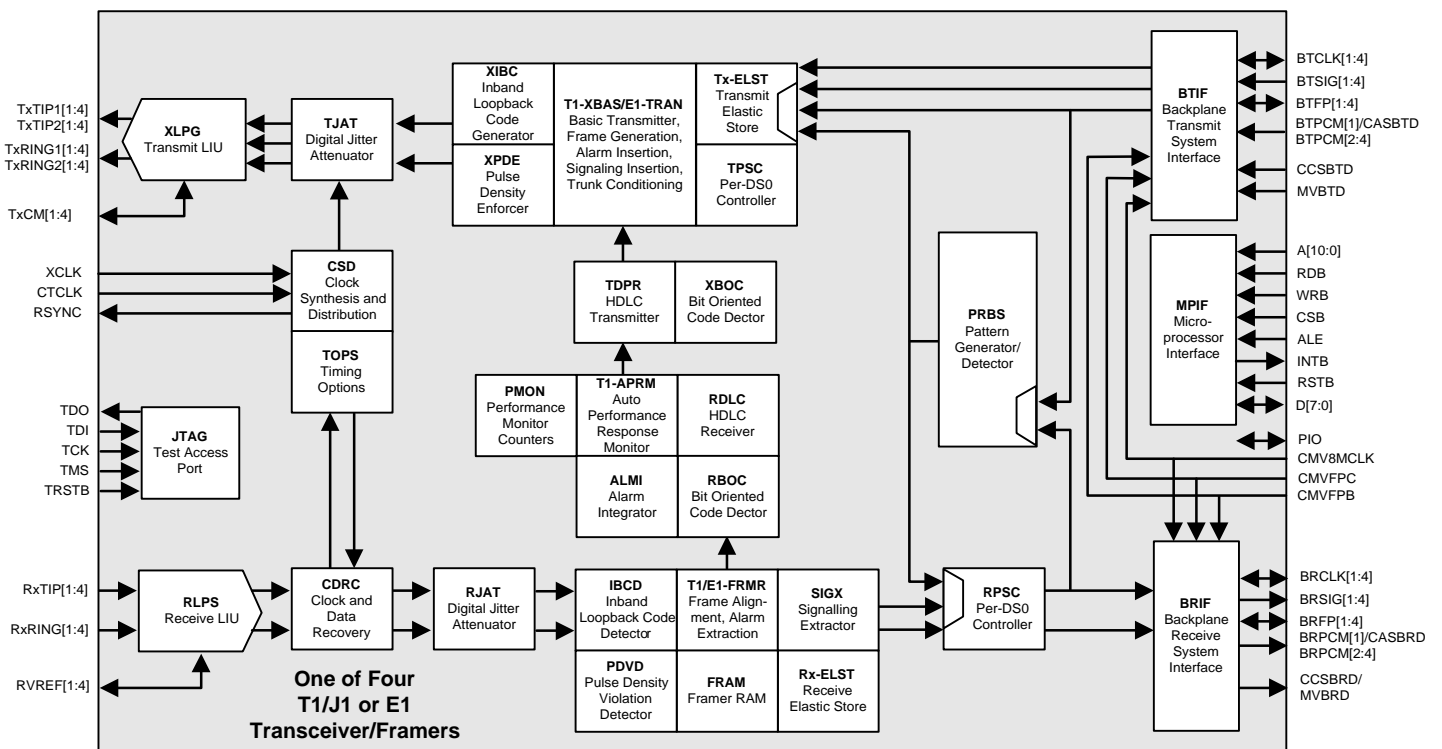 TxTIP1[1:4]
TxTIP2[1:4]
TxRING1[1:4]
TxRING2[1:4]
TxCM[1:4]
XCLK
CTCLK
RSYNC
TDO
TDI
TCK
TMS
TRSTB
RxTIP[1:4]
RxRING[1:4]
RVREF[1:4]
XLPG
Transmit LIU
TJAT
Digital Jitter
Attenuator
XIBC
Inband
Loopback
Code
Generator
XPDE
Pulse
Density
Enforcer
T1-XBAS/E1-TRAN
Basic Transmitter,
Frame Generation,
Alarm Insertion,
Signaling Insertion,
Trunk Conditioning
Tx-ELST
Transmit
Elastic
Store
TPSC
Per-DS0
Controller
BTIF
Backplane
Transmit
System
Interface
CSD
Clock
Synthesis and
Distribution
TOPS
Timing
Options
TDPR
HDLC
Transmitter
XBOC
Bit Oriented
Code Dector
PRBS
Pattern
Generator/
Detector
MPIF
Micro-
processor
Interface
JTAG
Test Access
Port
PMON
Performance
Monitor
Counters
T1-APRM
Auto
Performance
Response
Monitor
RDLC
HDLC
Receiver
ALMI
Alarm
Integrator
RBOC
Bit Oriented
Code Dector
RLPS
Receive LIU
CDRC
Clock and
Data
Recovery
RJAT
Digital Jitter
Attenuator
IBCD
Inband
Loopback Code
Detector
T1/E1-FRMR
Frame Align-
ment, Alarm
Extraction
SIGX
Signalling
Extractor
PDVD
Pulse Density
Violation
Detector
FRAM
Framer RAM
Rx-ELST
Receive
Elastic Store
RPSC
Per-DS0
Controller
BRIF
Backplane
Receive
System
Interface
One of Four
T1/J1 or E1
Transceiver/Framers
BTCLK[1:4]
BTSIG[1:4]
BTFP[1:4]
BTPCM[1]/CASBTD
BTPCM[2:4]
CCSBTD
MVBTD
A[10:0]
RDB
WRB
CSB
ALE
INTB
RSTB
D[7:0]
PIO
CMV8MCLK
CMVFPC
CMVFPB
BRCLK[1:4]
BRSIG[1:4]
BRFP[1:4]
BRPCM[1]/CASBRD
BRPCM[2:4]
CCSBRD/
MVBRD